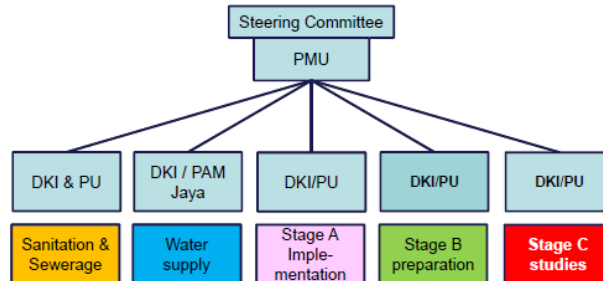 Steering Committee
PMU
DKI & PU
DKI / PAM
Jaya
DKI/PU
DKI/PU
DKI/PU
Sanitation &
Sewerage
Water
supply
Stage A
Imple-
mentation
Stage B
preparation
Stage C
studies